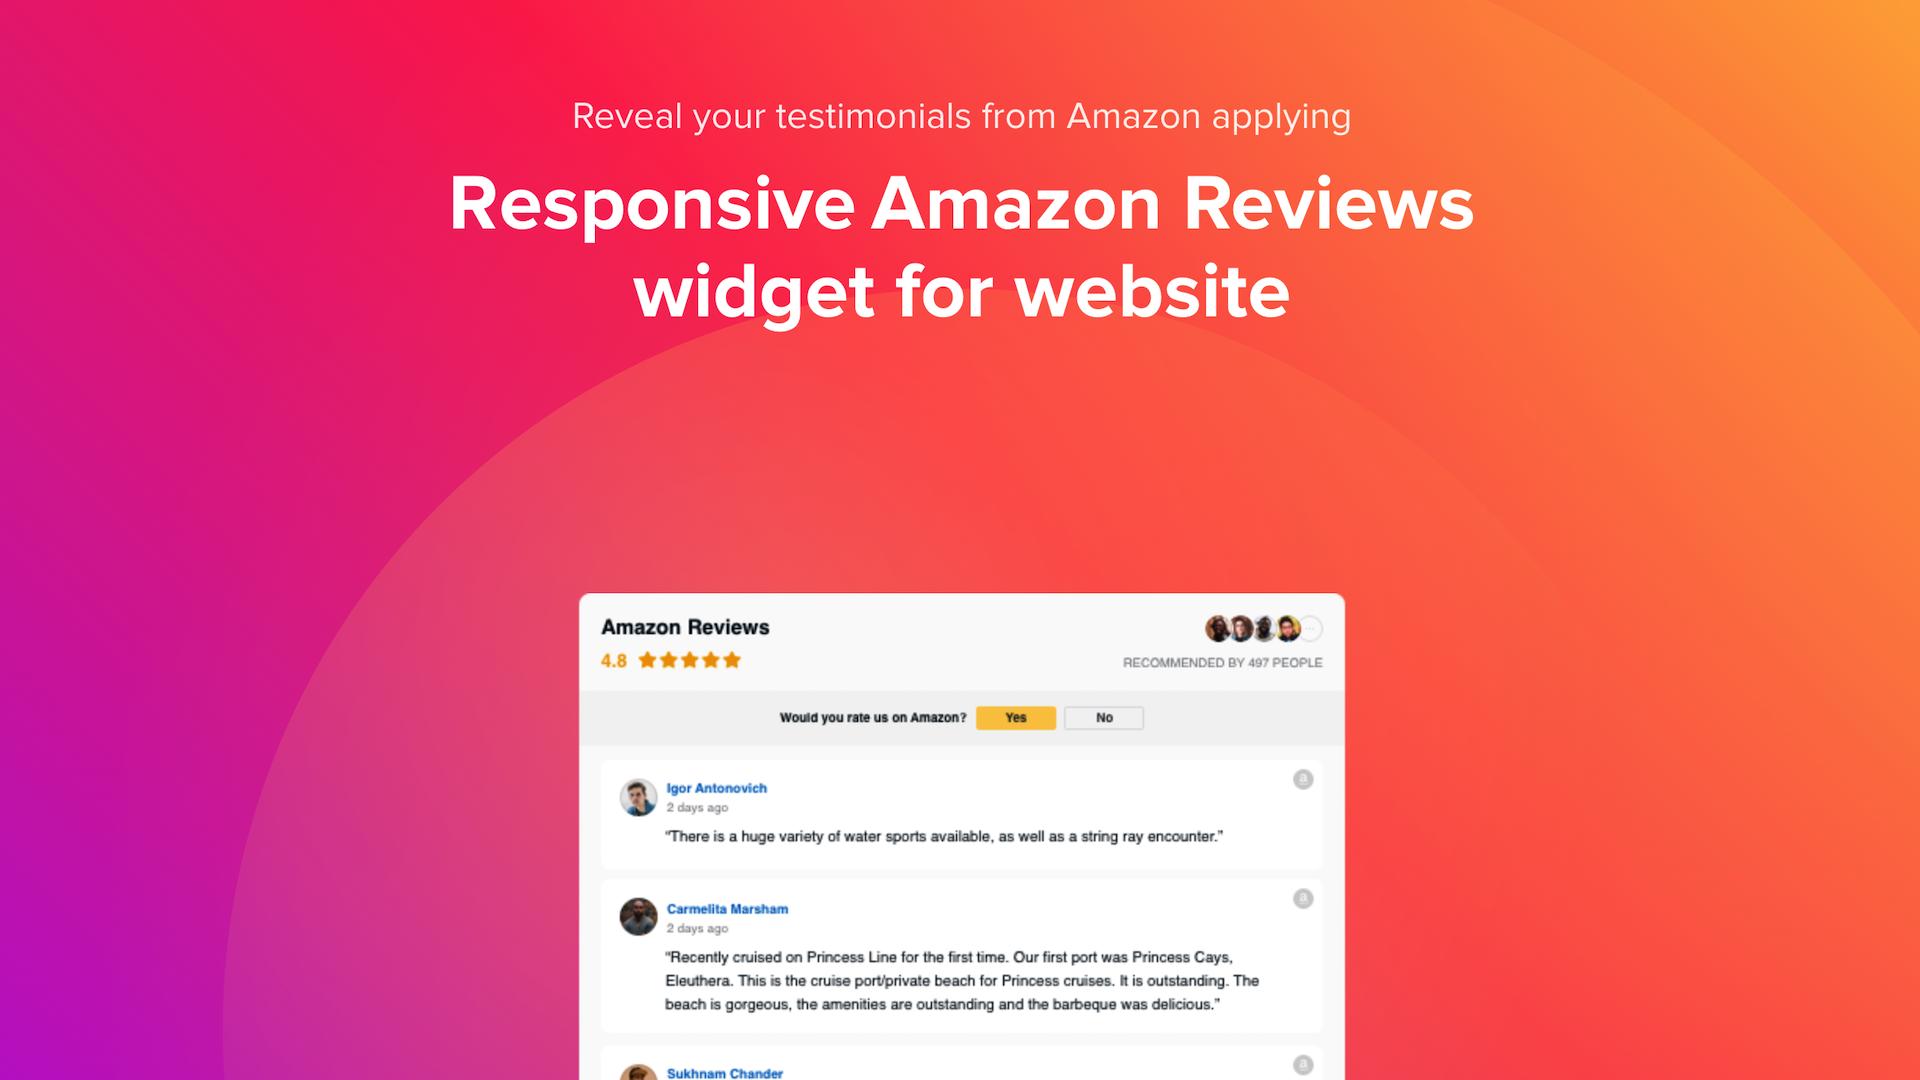 Reveal your testimonials from Amazon applying
Responsive Amazon Reviews
widget for website
Amazon Reviews
4.8
RECOMMENDED BY 497 PEOPLE
Would you rate us on Amazon? Yes No
Igor Antonovich
a
2 days ago
“There is a huge variety of water sports available, as well as a string ray encounter.”
Carmelita Marsham
a
2 days ago
“Recently cruised on Princess Line for the first time. Our first port was Princess Cays,
Eleuthera. This is the cruise port/private beach for Princess cruises. It is outstanding. The
beach is gorgeous, the amenities are outstanding and the barbeque was delicious.”
Sukhnam Chander
a